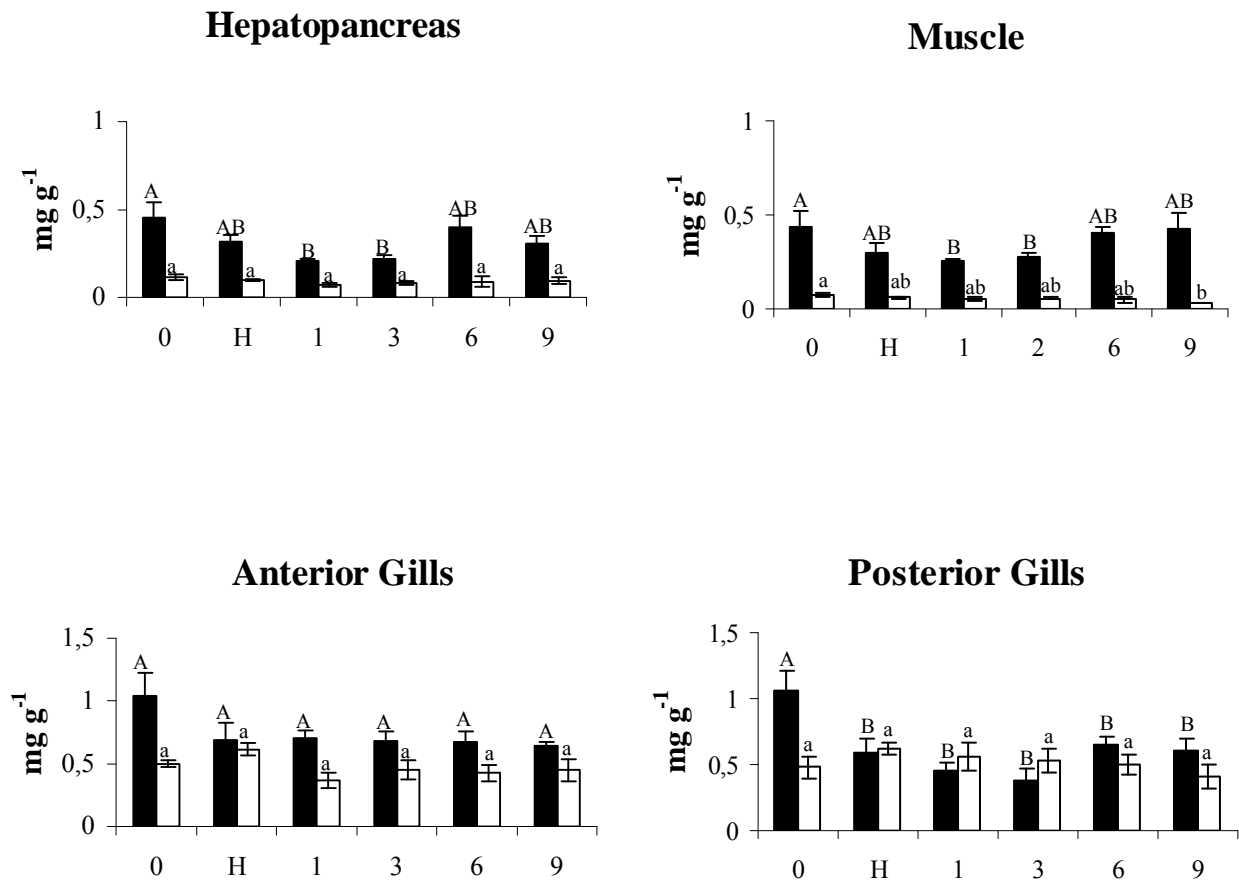 Hepatopancreas
mg g-1
1
0,5
0
A AB B B AB AB
a a a a a a
0 H 1 3 6 9
Muscle
mg g-1
1
0,5
0
A AB B B AB AB
a ab ab ab ab b
0 H 1 2 6 9
Anterior Gills
mg g-1
1,5
1
0,5
0
A A A A A A
a a a a a a
0 H 1 3 6 9
Posterior Gills
mg g-1
1,5
1
0,5
0
A B B B B B
a a a a a a
0 H 1 3 6 9